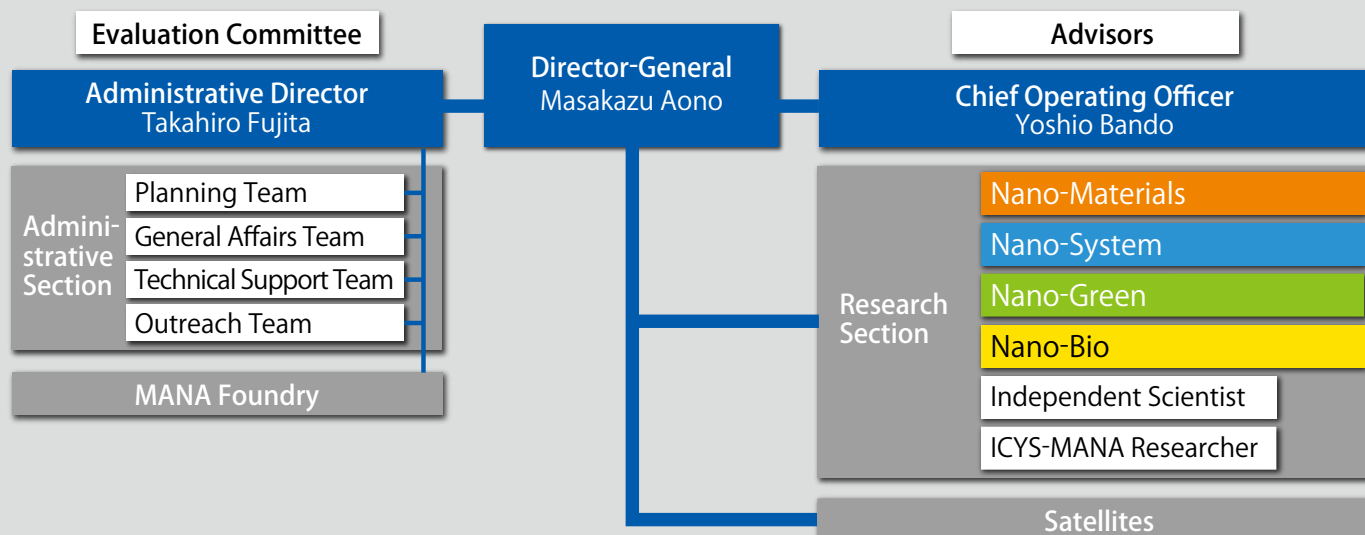 Evaluation Committee
Director-General
Masakazu Aono
Advisors
Administrative Director
Takahiro Fujita
Chief Operating Officer
Yoshio Bando
Admini-
strative
Section
Planning Team
General Affairs Team
Technical Support Team
Outreach Team
MANA Foundry
Research
Section
Nano-Materials
Nano-System
Nano-Green
Nano-Bio
Independent Scientist
ICYS-MANA Researcher
Satellites